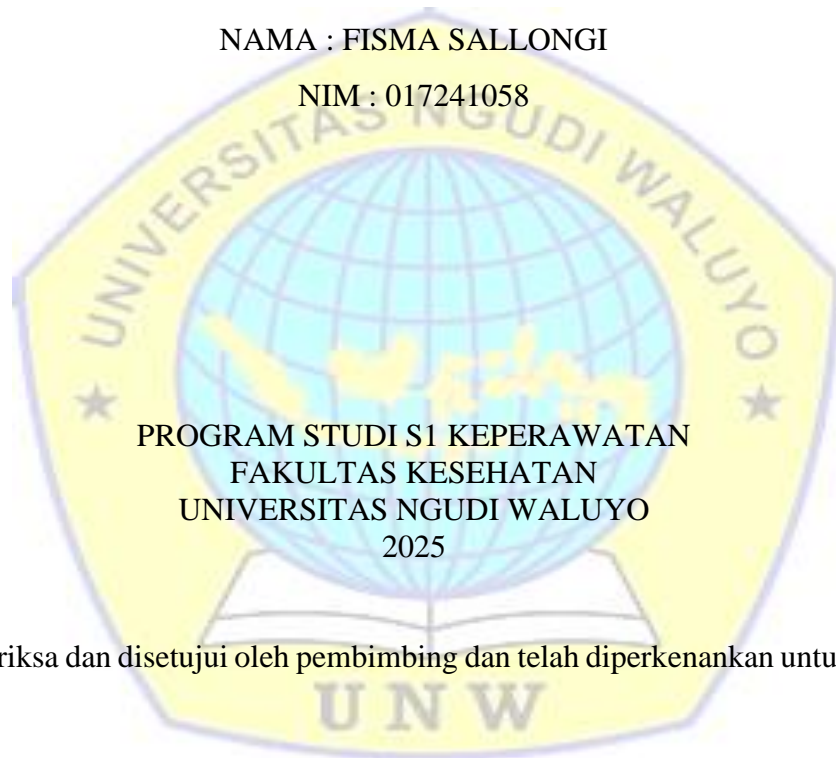 NAMA : FISMA SALLONGI
NIM : 017241058
UNIVERSITAS NGUDI WALUYO
PROGRAM STUDI S1 KEPERAWATAN
FAKULTAS KESEHATAN
UNIVERSITAS NGUDI WALUYO
2025
riksa dan disetujui oleh pembimbing dan telah diperkenankan untu
UNW